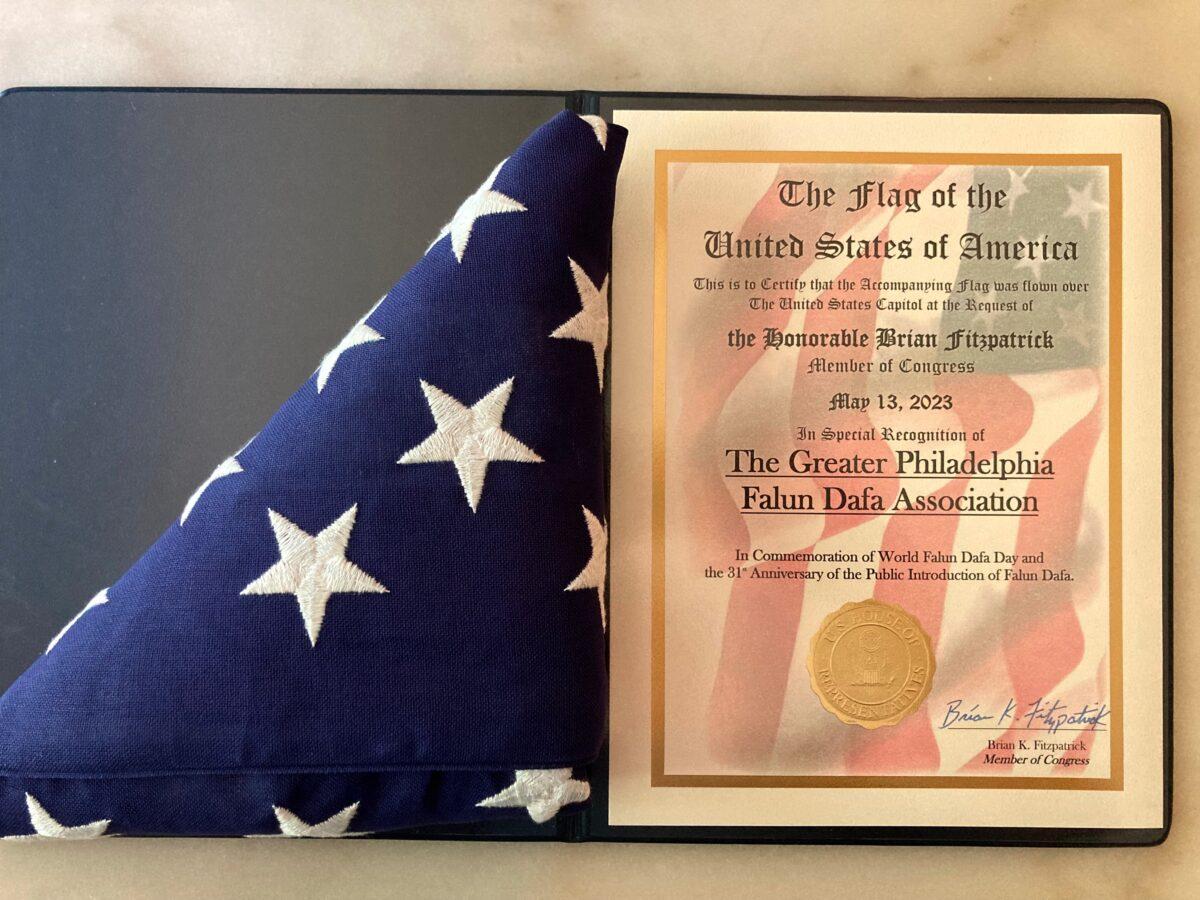 The Flag of the
United States of America
This is to Certify that the Accompanying Flag was flown over
The United States Capitol at the Request of
the Honorable Brian Fitzpatrick
Member of Congress
May 13, 2023
In Special Recognition of
The Greater Philadelphia
Falun Dafa Association
In Commemoration of World Falun Dafa Day and
the 31st Anniversary of the Public Introduction of Falun Dafa.
U.S. HOUSE OF
REPRESENTATIVES
Brian K. Fitzpatrick
Brian K. Fitzpatrick
Member of Congress